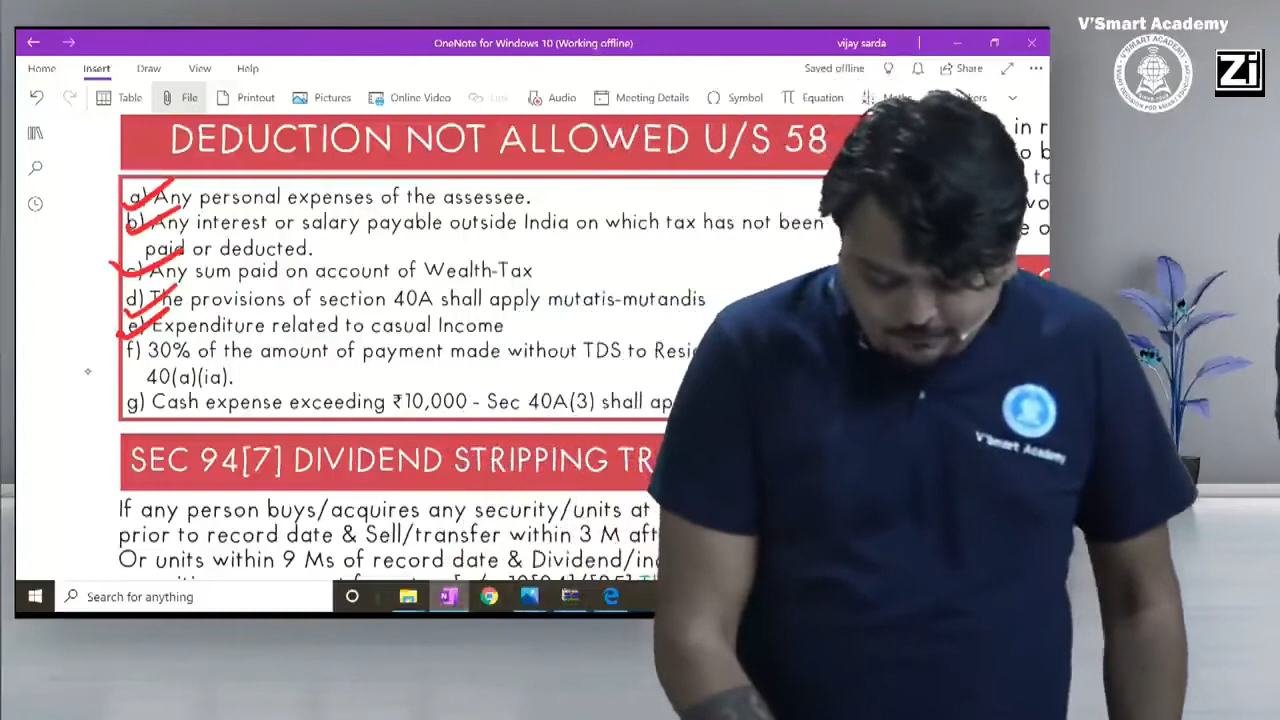 V'Smart Academy
OneNote for Windows 10 (Working offline)
vijay sarda
Home Insert Draw View Help
Saved offline
Share
Table File Printout Pictures Online Video Link Audio Meeting Details Symbol Equation
DEDUCTION NOT ALLOWED U/S 58
in r
a) Any personal expenses of the assessee.
b) Any interest or salary payable outside India on which tax has not been
paid or deducted.
c) Any sum paid on account of Wealth-Tax
d) The provisions of section 40A shall apply mutatis-mutandis
e) Expenditure related to casual Income
f) 30% of the amount of payment made without TDS to Resi
40(a)(ia).
g) Cash expense exceeding ₹10,000 - Sec 40A(3) shall ap
SEC 94[7] DIVIDEND STRIPPING TR
If any person buys/acquires any security/units at
prior to record date & Sell/transfer within 3 M aft
Or units within 9 Ms of record date & Dividend/in
Search for anything
V'Smart Academy
Zi